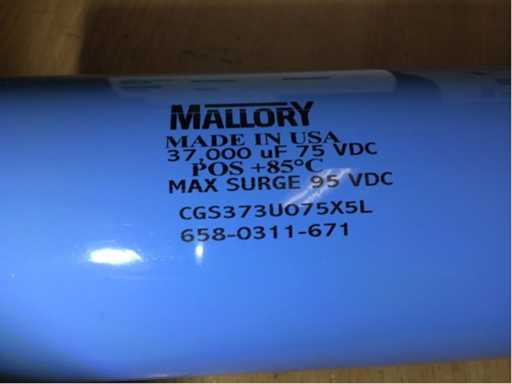 MALLORY
MADE IN USA
37,000 uF 75 VDC
POS +85°C
MAX SURGE 95 VDC
CGS373U075X5L
658-0311-671